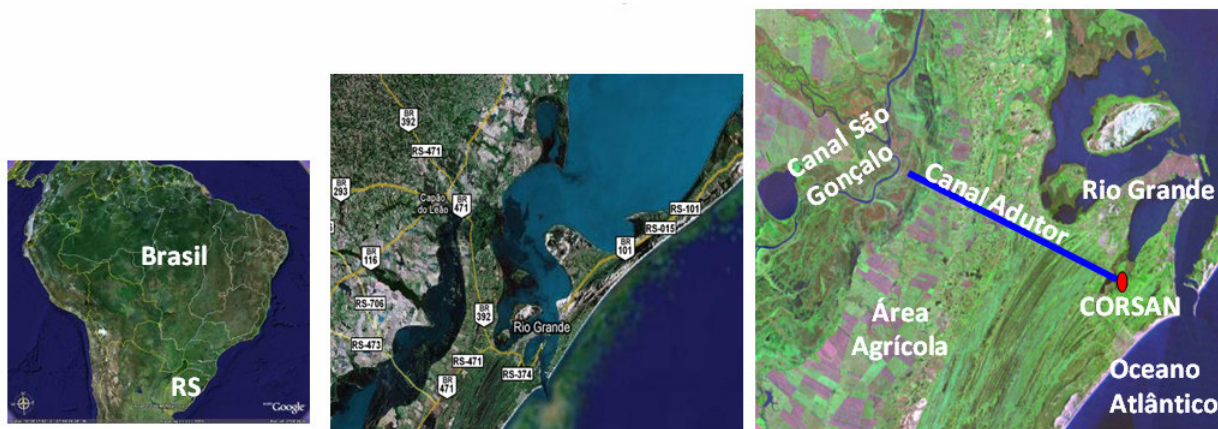 Brasil
RS
Google
BR
392
RS-471
BR
293
Capão
do Leão
BR
471
BR
116
RS-101
RS-015
BR
101
RS-706
BR
392
RS-473
Rio Grande
RS-471
RS-374
BR
471
Canal São
Gonçalo
Canal Adutor
Rio Grande
CORSAN
Área
Agrícola
Oceano
Atlântico